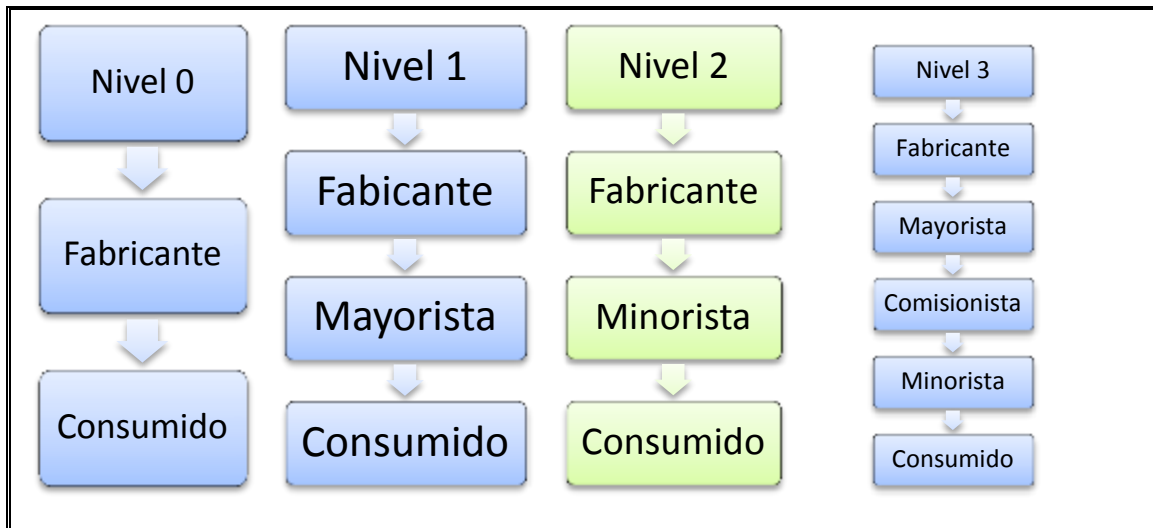 Nivel 0
Fabricante
Consumido
Nivel 1
Fabicante
Mayorista
Consumido
Nivel 2
Fabricante
Minorista
Consumido
Nivel 3
Fabricante
Mayorista
Comisionista
Minorista
Consumido